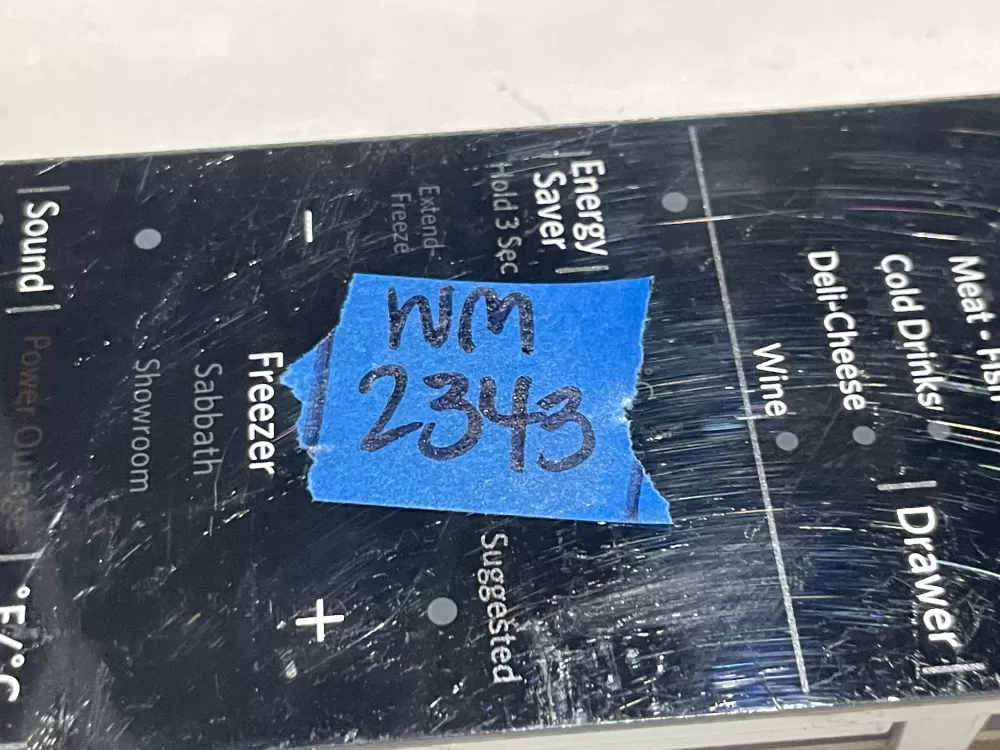 WM
2343
Energy
Saver
Hold 3 Sec
Extend
Freeze
-
Freezer
Sabbath
Showroom
+
Suggested
Sound
Power Outage
°F/°C
Meat - Fish
Cold Drinks
Deli-Cheese
Wine
Drawer